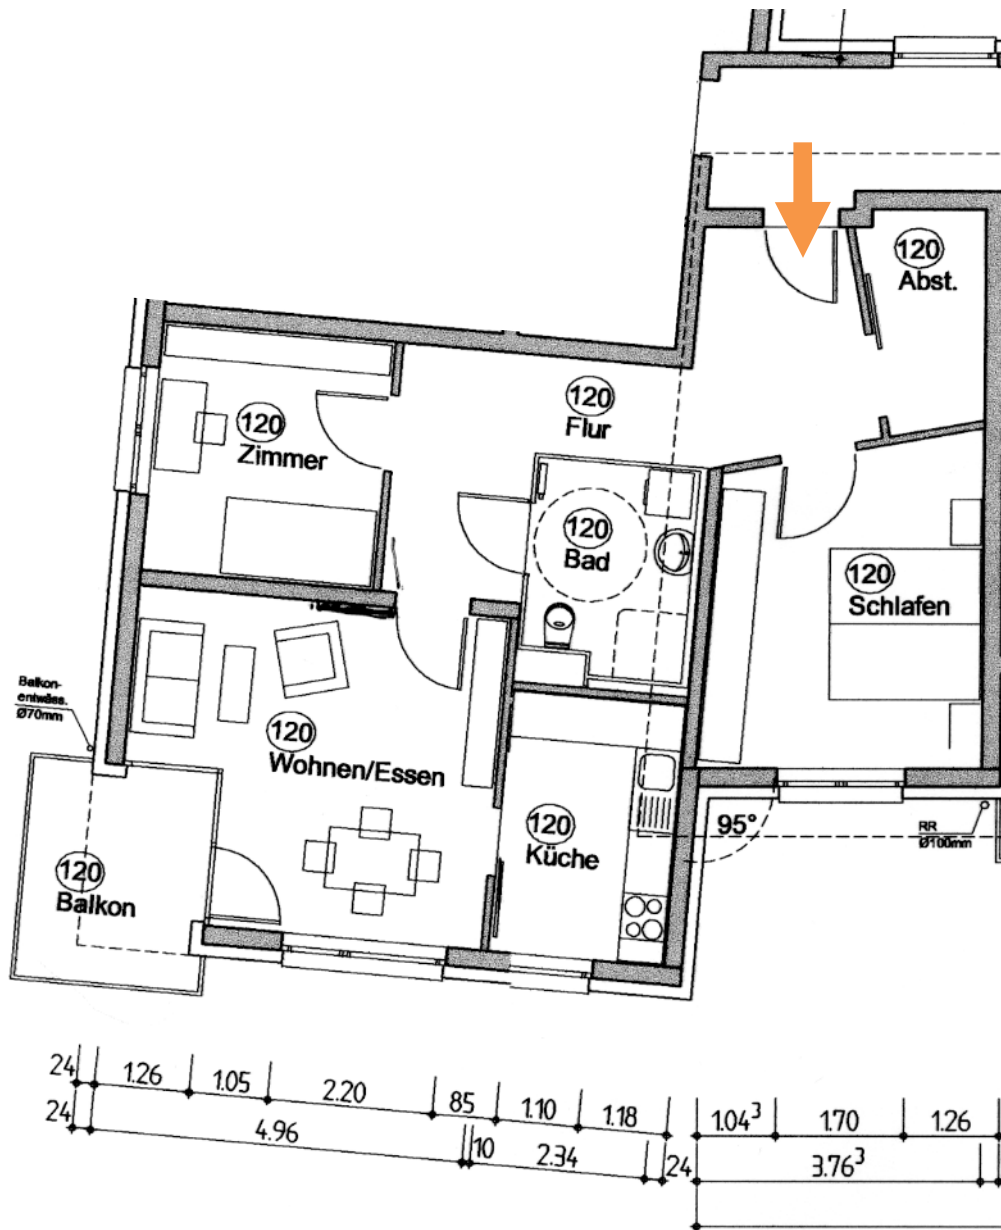 120
Abst.
120
Flur
120
Zimmer
120
Bad
120
Schlafen
Balkon-
entwäss.
Ø70mm
120
Wohnen/Essen
120
Küche
95°
RR
Ø100mm
120
Balkon
24
1.26
1.05
2.20
85
1.10
1.18
1.04³
1.70
1.26
24
4.96
10
2.34
24
3.76³